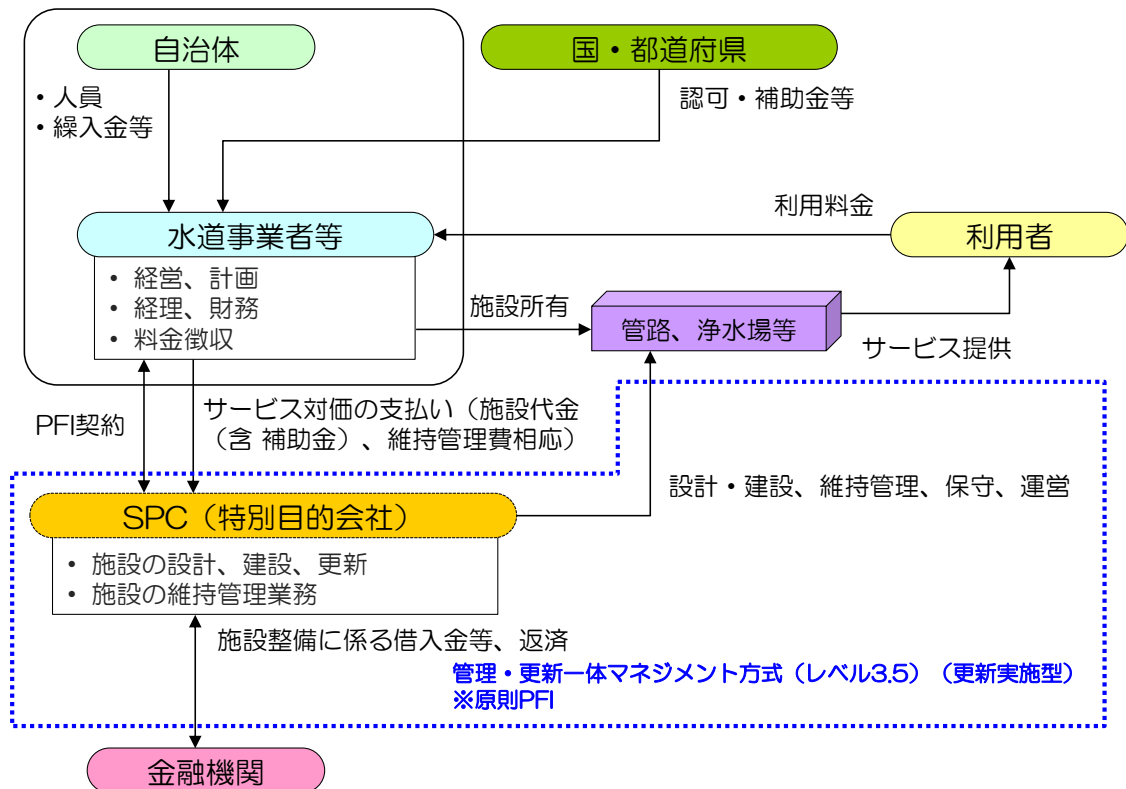 自治体
国・都道府県
・人員
・繰入金等
認可・補助金等
利用料金
水道事業者等
利用者
• 経営、計画
• 経理、財務
• 料金徴収
施設所有
管路、浄水場等
サービス提供
PFI契約
サービス対価の支払い（施設代金
（含 補助金）、維持管理費相応）
設計・建設、維持管理、保守、運営
SPC（特別目的会社）
• 施設の設計、建設、更新
• 施設の維持管理業務
施設整備に係る借入金等、返済
管理・更新一体マネジメント方式（レベル3.5）（更新実施型）
※原則PFI
金融機関